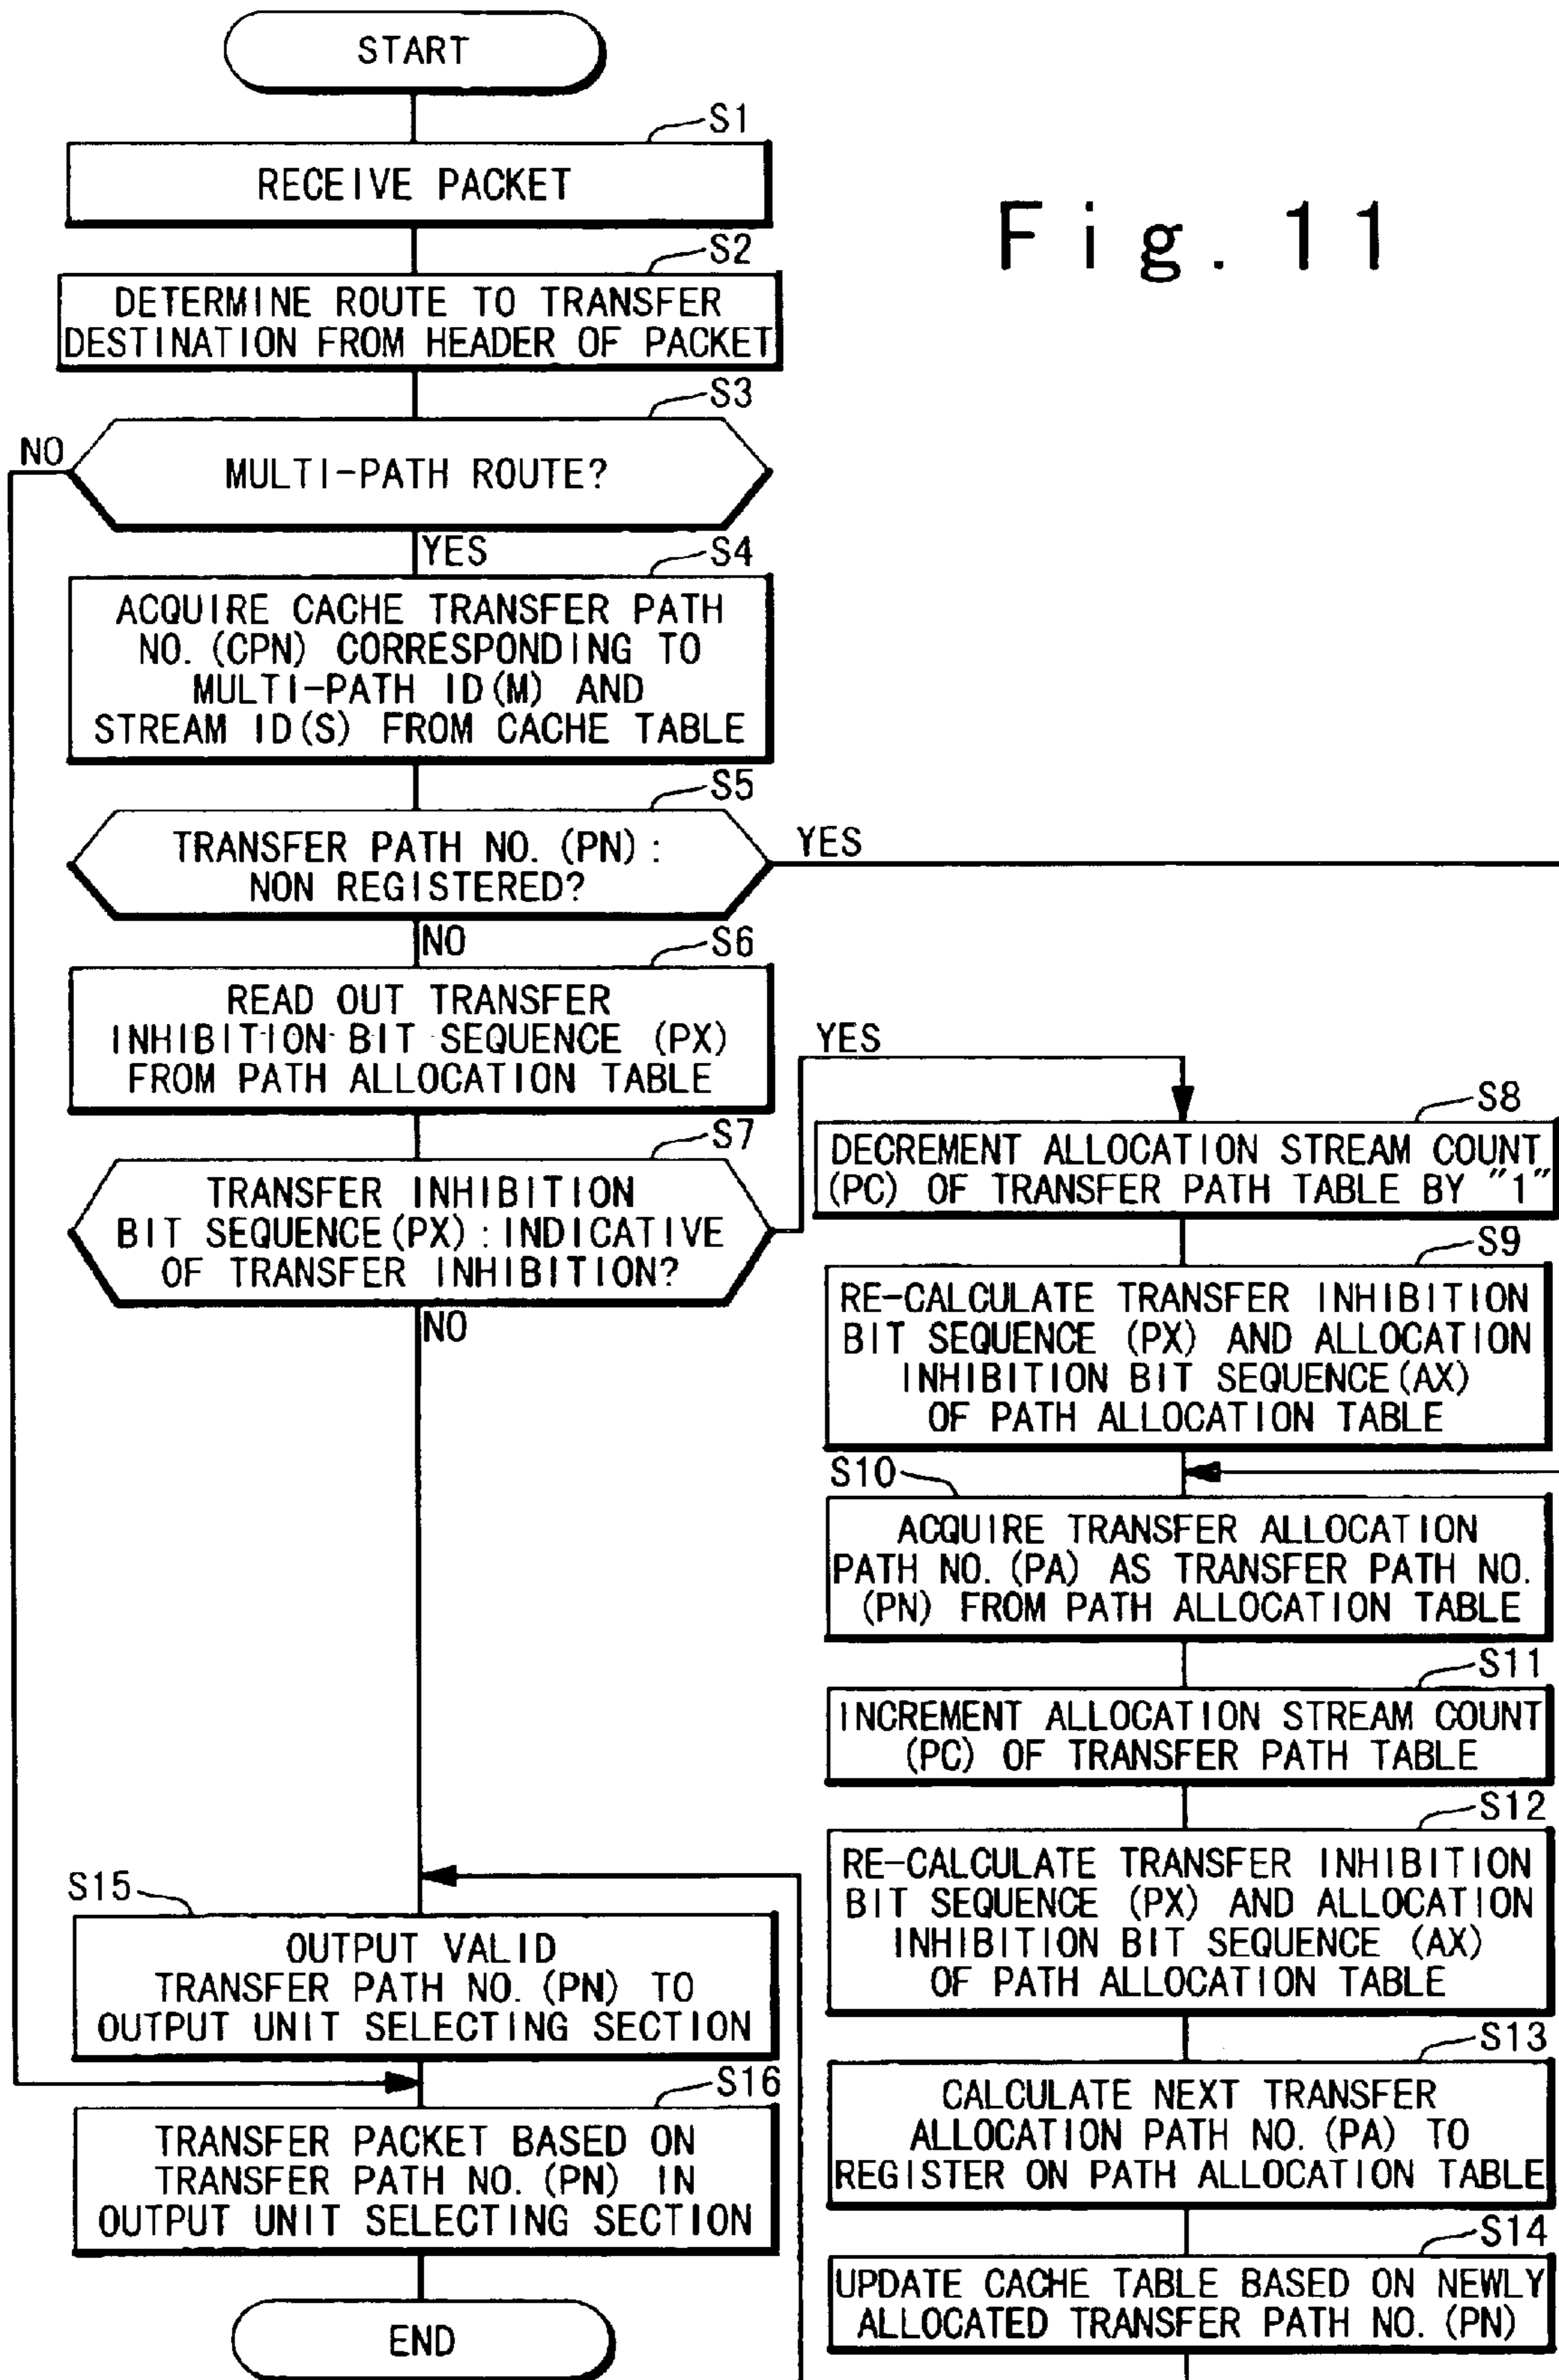 START
S1
RECEIVE PACKET
Fig. 11
S2
DETERMINE ROUTE TO TRANSFER
DESTINATION FROM HEADER OF PACKET
S3
NO
MULTI-PATH ROUTE?
YES
S4
ACQUIRE CACHE TRANSFER PATH
NO. (CPN) CORRESPONDING TO
MULTI-PATH ID(M) AND
STREAM ID(S) FROM CACHE TABLE
S5
TRANSFER PATH NO. (PN):
NON REGISTERED?
YES
NO
S6
READ OUT TRANSFER
INHIBITION BIT SEQUENCE (PX)
FROM PATH ALLOCATION TABLE
S7
TRANSFER INHIBITION
BIT SEQUENCE(PX):INDICATIVE
OF TRANSFER INHIBITION?
YES
NO
S8
DECREMENT ALLOCATION STREAM COUNT
(PC) OF TRANSFER PATH TABLE BY "1"
S9
RE-CALCULATE TRANSFER INHIBITION
BIT SEQUENCE (PX) AND ALLOCATION
INHIBITION BIT SEQUENCE(AX)
OF PATH ALLOCATION TABLE
S10
ACQUIRE TRANSFER ALLOCATION
PATH NO. (PA) AS TRANSFER PATH NO.
(PN) FROM PATH ALLOCATION TABLE
S11
INCREMENT ALLOCATION STREAM COUNT
(PC) OF TRANSFER PATH TABLE
S12
RE-CALCULATE TRANSFER INHIBITION
BIT SEQUENCE (PX) AND ALLOCATION
INHIBITION BIT SEQUENCE (AX)
OF PATH ALLOCATION TABLE
S13
CALCULATE NEXT TRANSFER
ALLOCATION PATH NO. (PA) TO
REGISTER ON PATH ALLOCATION TABLE
S14
UPDATE CACHE TABLE BASED ON NEWLY
ALLOCATED TRANSFER PATH NO. (PN)
S15
OUTPUT VALID
TRANSFER PATH NO. (PN) TO
OUTPUT UNIT SELECTING SECTION
S16
TRANSFER PACKET BASED ON
TRANSFER PATH NO. (PN) IN
OUTPUT UNIT SELECTING SECTION
END